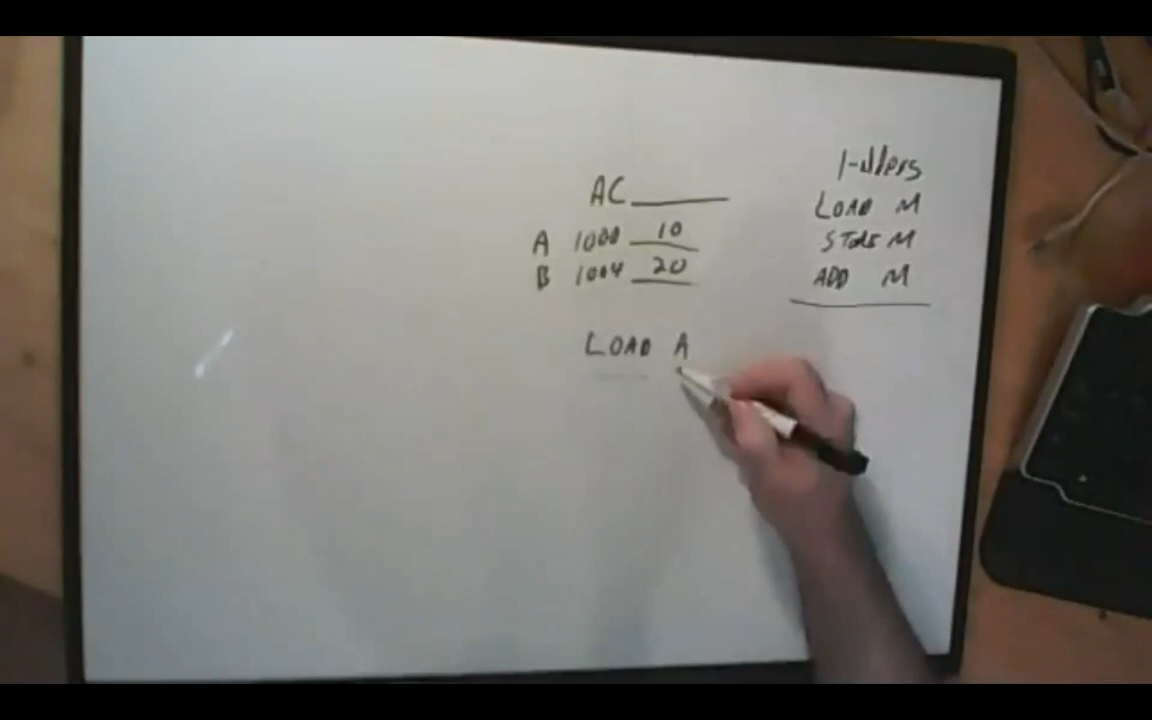 AC
A 1000 10
B 1004 20
LOAD A
LOAD M
STORE M
ADD M